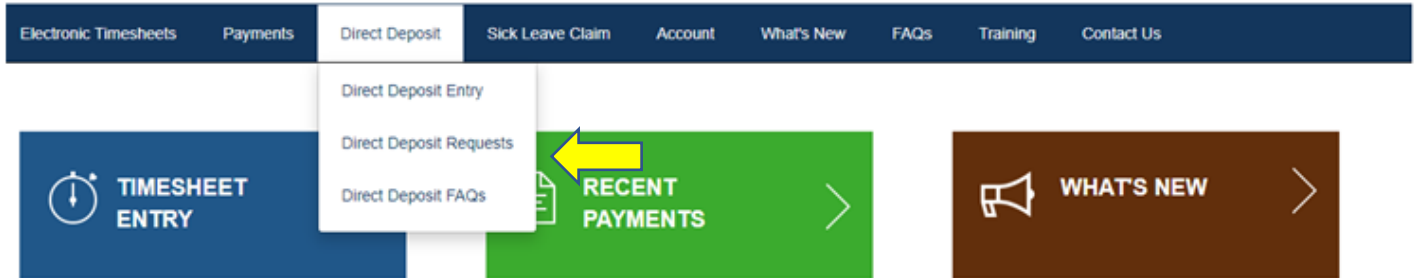 Electronic Timesheets Payments Direct Deposit Sick Leave Claim Account What's New FAQs Training Contact Us
Direct Deposit Entry
Direct Deposit Requests
Direct Deposit FAQs
TIMESHEET
ENTRY
RECENT
PAYMENTS
WHAT'S NEW